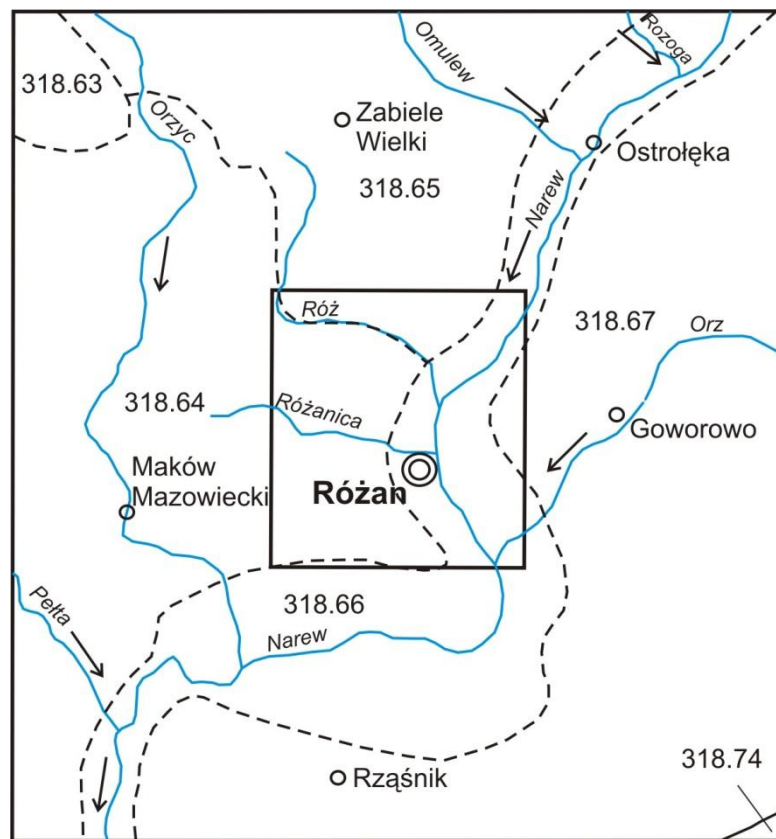 318.63
Orzyc
Omulew
Rozoga
Zabiele
Wielki
Ostrołęka
318.65
Narew
Róż
318.67
Orz
318.64
Różanica
Goworowo
Maków
Mazowiecki
Różan
Pełta
318.66
Narew
Rząśnik
318.74